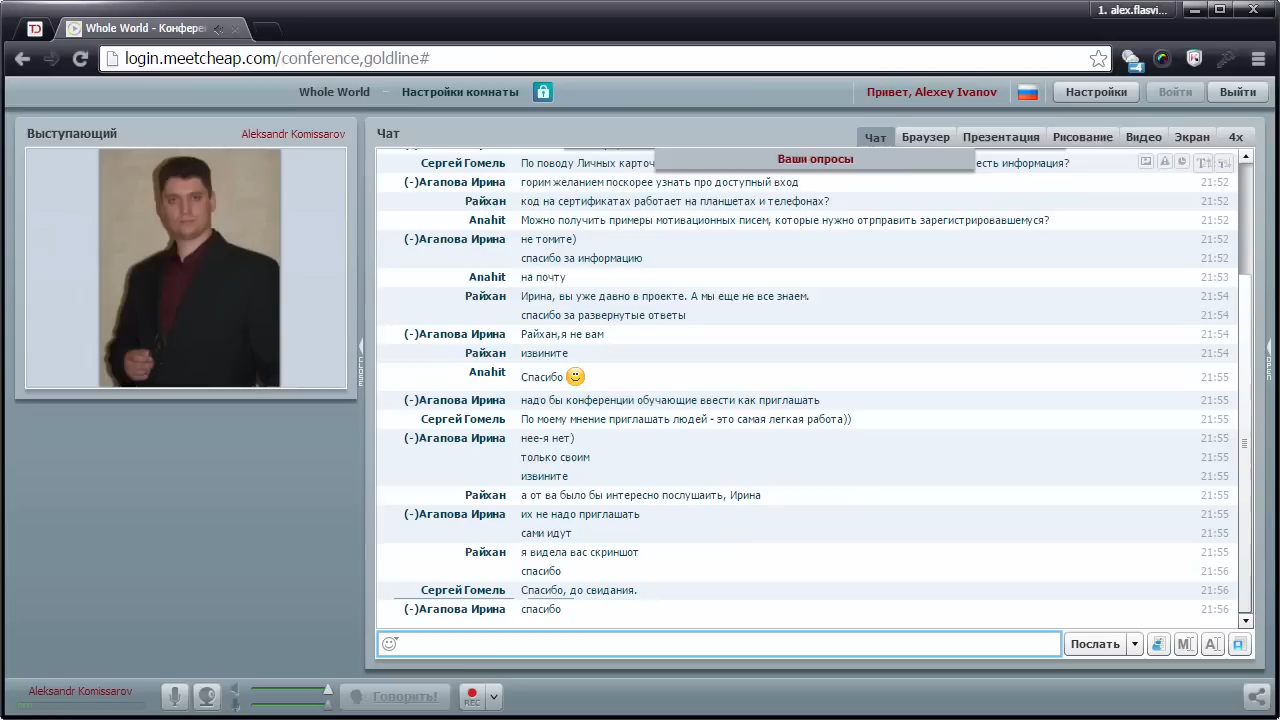 1. alex.flasvi...
Whole World - Конфере
login.meetcheap.com/conference,goldline#
Whole World
Настройки комнаты
Привет, Alexey Ivanov
Настройки
Войти
Выйти
Выступающий
Aleksandr Komissarov
Чат
Чат
Браузер
Презентация
Рисование
Видео
Экран
4x
Ваши опросы
Сергей Гомель По поводу Личных карточ есть информация?
(-)Агапова Ирина горим желанием поскорее узнать про доступный вход 21:52
Райхан код на сертификатах работает на планшетах и телефонах? 21:52
Anahit Можно получить примеры мотивационных писем, которые нужно отрправить зарегистрировавшемуся? 21:52
(-)Агапова Ирина не томите) 21:52
спасибо за информацию 21:52
Anahit на почту 21:53
Райхан Ирина, вы уже давно в проекте. А мы еще не все знаем. 21:54
спасибо за развернутые ответы 21:54
(-)Агапова Ирина Райхан,я не вам 21:54
Райхан извините 21:54
Anahit Спасибо 21:55
(-)Агапова Ирина надо бы конференции обучающие ввести как приглашать 21:55
Сергей Гомель По моему мнение приглашать людей - это самая легкая работа)) 21:55
(-)Агапова Ирина нее-я нет) 21:55
только своим 21:55
извините 21:55
Райхан а от ва было бы интересно послушаить, Ирина 21:55
(-)Агапова Ирина их не надо приглашать 21:55
сами идут 21:55
Райхан я видела вас скриншот 21:55
спасибо 21:56
Сергей Гомель Спасибо, до свидания. 21:56
(-)Агапова Ирина спасибо 21:56
Послать
Aleksandr Komissarov
Говорить!
REC